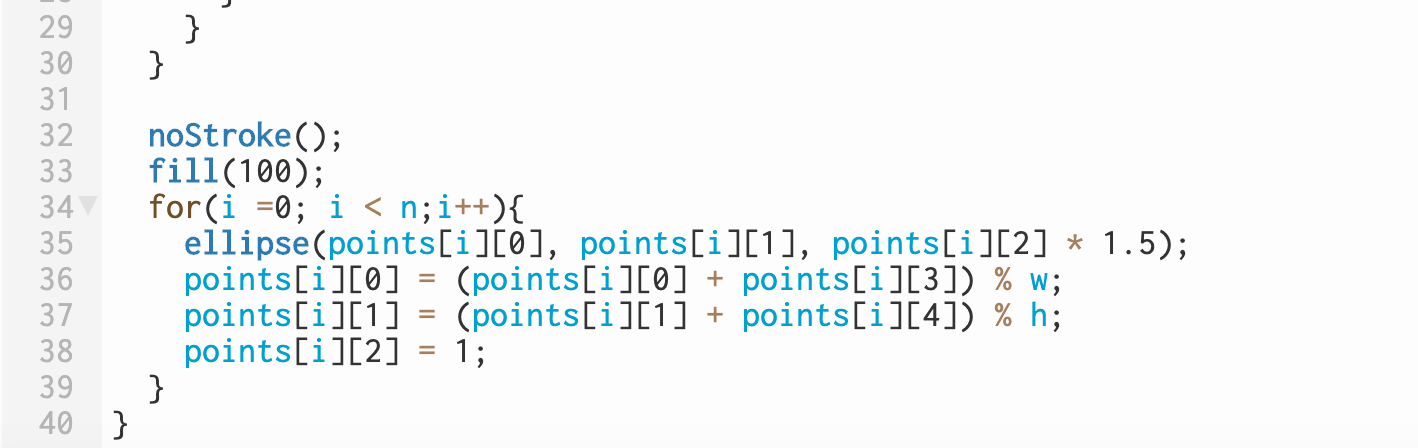 29 }
30 }
31
32 noStroke();
33 fill(100);
34 for(i =0; i < n;i++){
35 ellipse(points[i][0], points[i][1], points[i][2] * 1.5);
36 points[i][0] = (points[i][0] + points[i][3]) % w;
37 points[i][1] = (points[i][1] + points[i][4]) % h;
38 points[i][2] = 1;
39 }
40 }